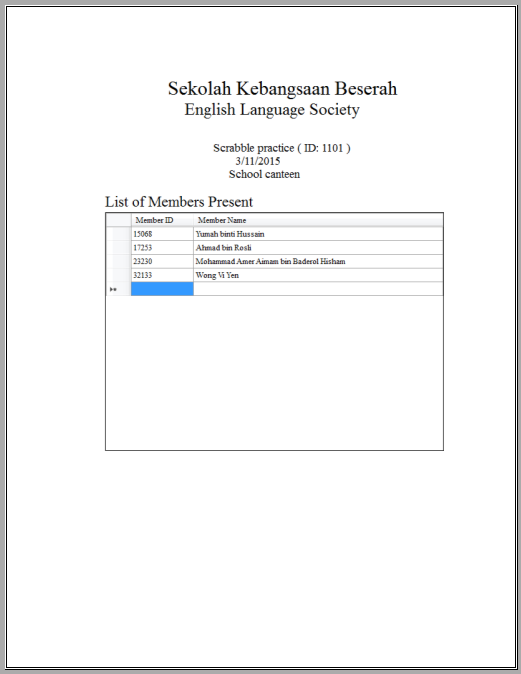 Sekolah Kebangsaan Beserah
English Language Society
Scrabble practice ( ID: 1101 )
3/11/2015
School canteen
List of Members Present
Member ID Member Name
15068 Yumah binti Hussain
17253 Ahmad bin Rosli
23230 Mohammad Amer Aimam bin Baderol Hisham
32133 Wong Vi Yen